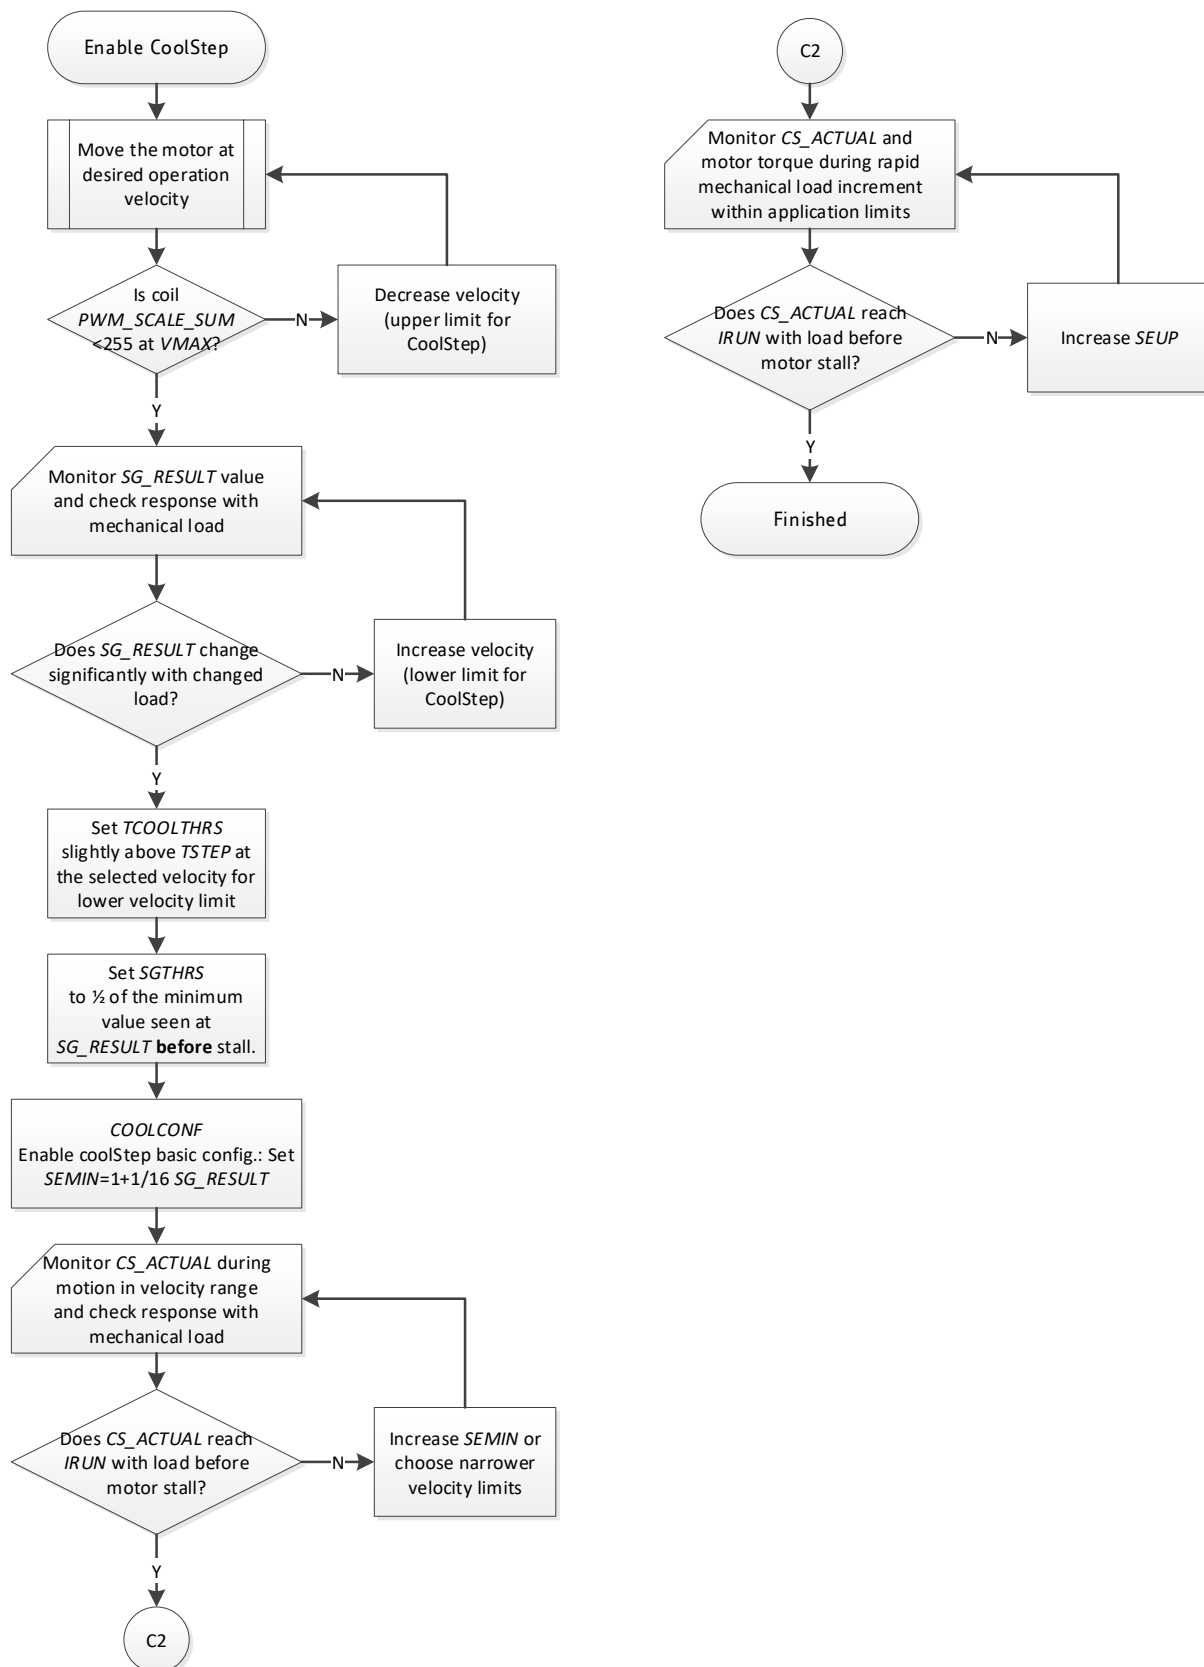 Enable CoolStep
Move the motor at
desired operation
velocity
Is coil
PWM_SCALE_SUM
<255 at VMAX?
N
Decrease velocity
(upper limit for
CoolStep)
Y
Monitor SG_RESULT value
and check response with
mechanical load
Does SG_RESULT change
significantly with changed
load?
N
Increase velocity
(lower limit for
CoolStep)
Y
Set TCOOLTHRS
slightly above TSTEP at
the selected velocity for
lower velocity limit
Set SGTHRS
to ½ of the minimum
value seen at
SG_RESULT before stall.
COOLCONF
Enable coolStep basic config.: Set
SEMIN=1+1/16 SG_RESULT
Monitor CS_ACTUAL during
motion in velocity range
and check response with
mechanical load
Does CS_ACTUAL reach
IRUN with load before
motor stall?
N
Increase SEMIN or
choose narrower
velocity limits
Y
C2
C2
Monitor CS_ACTUAL and
motor torque during rapid
mechanical load increment
within application limits
Does CS_ACTUAL reach
IRUN with load before
motor stall?
N
Increase SEUP
Y
Finished